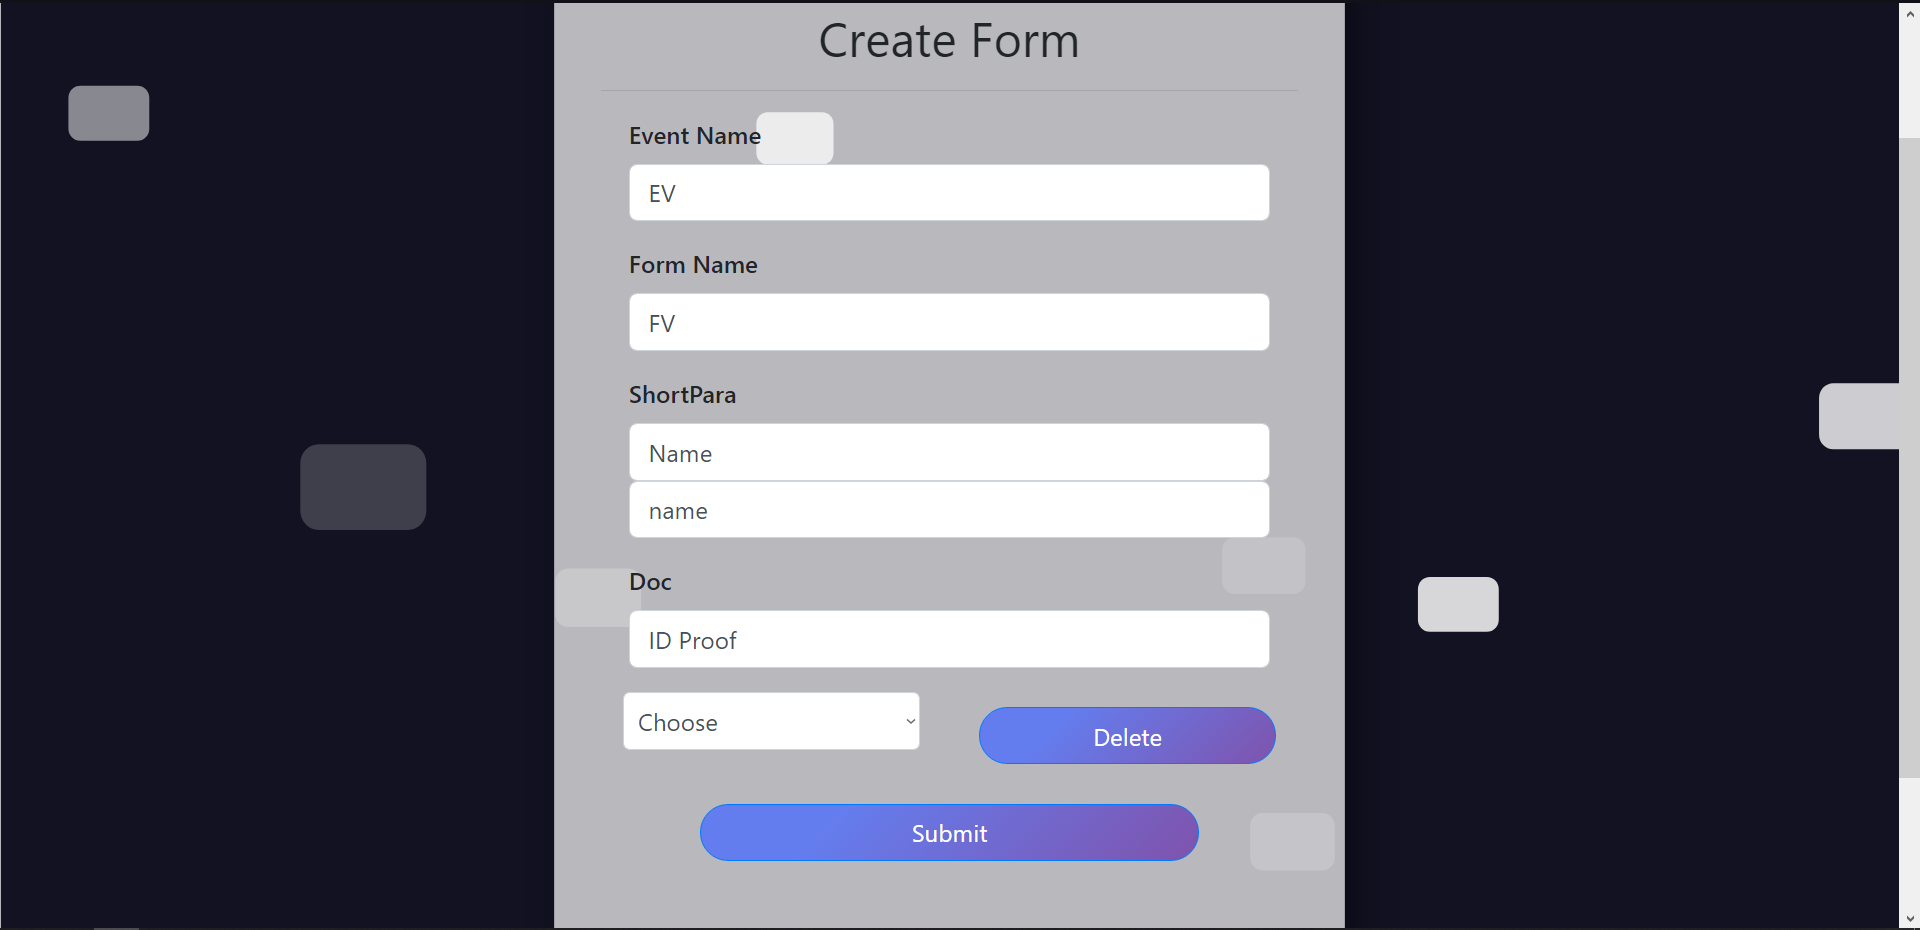 Create Form
Event Name
EV
Form Name
FV
ShortPara
Name
name
Doc
ID Proof
Choose
Delete
Submit